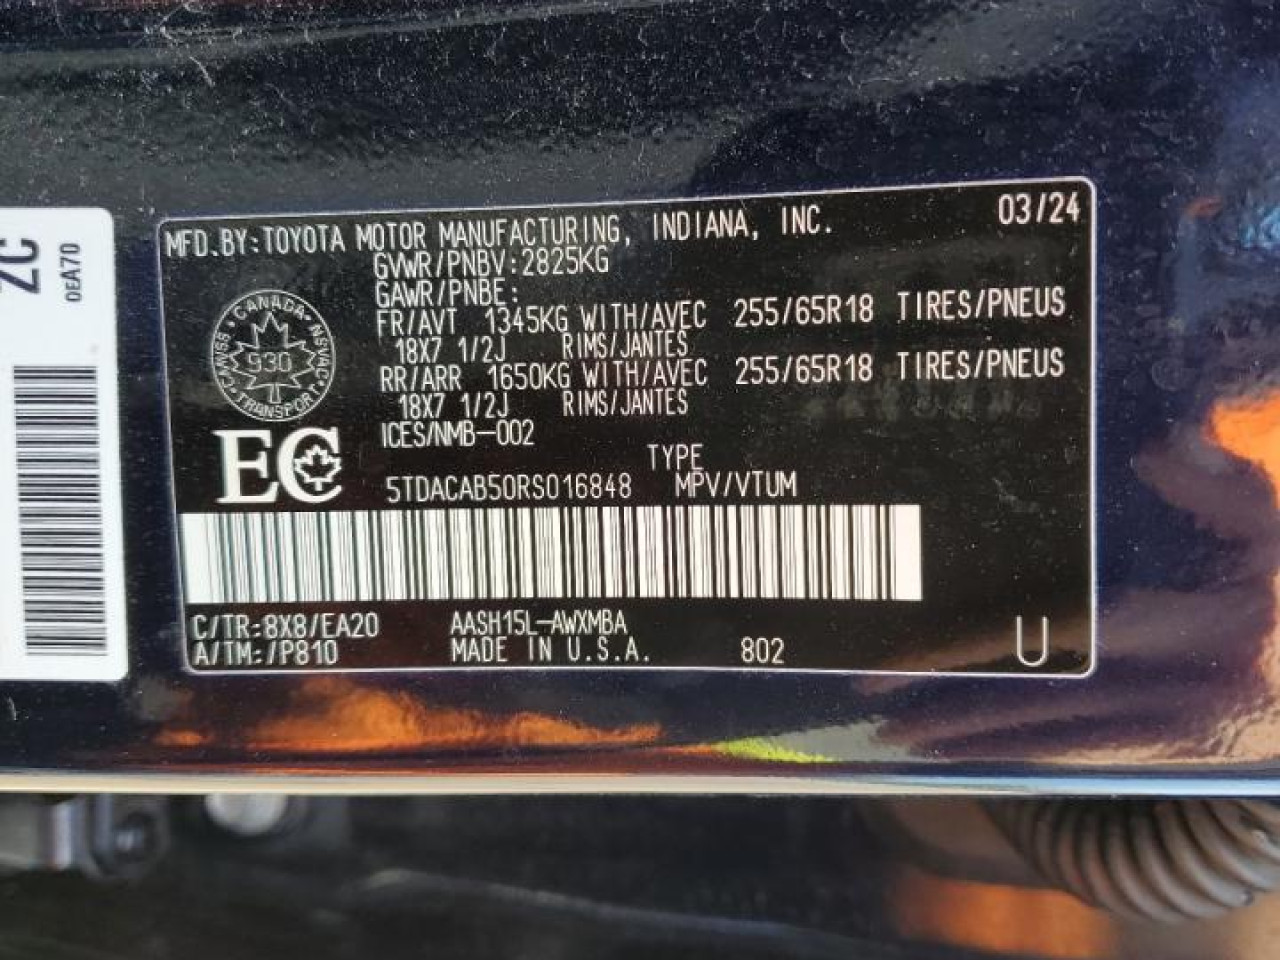 2C
0EA70
MFD.BY:TOYOTA MOTOR MANUFACTURING, INDIANA, INC. 03/24
GVWR/PNBV:2825KG
GAWR/PNBE:
FR/AVT 1345KG WITH/AVEC 255/65R18 TIRES/PNEUS
18X7 1/2J RIMS/JANTES
RR/ARR 1650KG WITH/AVEC 255/65R18 TIRES/PNEUS
18X7 1/2J RIMS/JANTES
ICES/NMB-002
CANADA
930
TRANSPORT
EC
TYPE
5TDACAB50RS016848 MPV/VTUM
C/TR:8X8/EA20 AASH15L-AWXMBA
A/TM:/P810 MADE IN U.S.A. 802 U